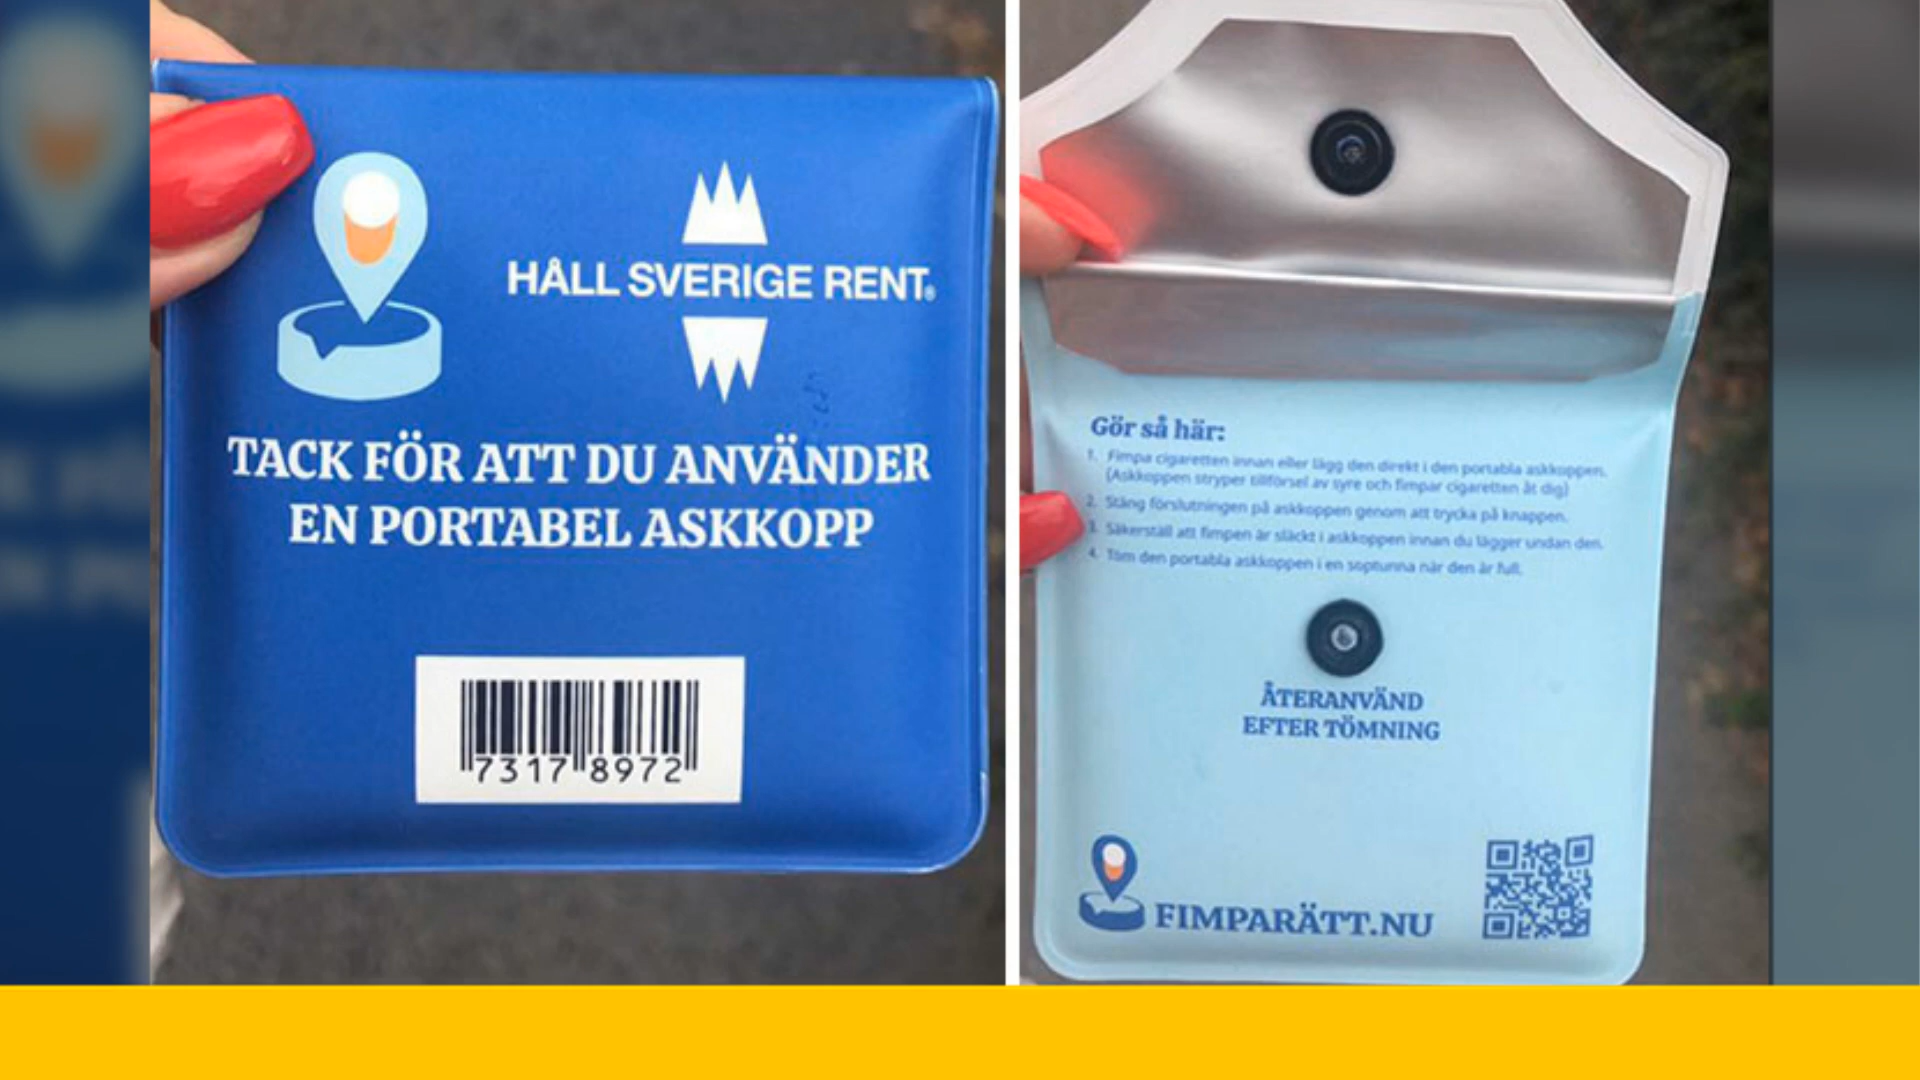 HÅLL SVERIGE RENT®
TACK FÖR ATT DU ANVÄNDER
EN PORTABEL ASKKOPP
7317 8972
Gör så här:
1. Fimpa cigaretten innan eller lägg den direkt i den portabla askkoppen.
(Askkoppen stryper tillförsel av syre och fimpar cigaretten åt dig)
2. Stäng förslutningen på askkoppen genom att trycka på knappen.
3. Säkerställ att fimpen är släckt i askkoppen innan du lägger undan den.
4. Töm den portabla askkoppen i en soptunna när den är full.
ÅTERANVÄND
EFTER TÖMNING
FIMPARÄTT.NU